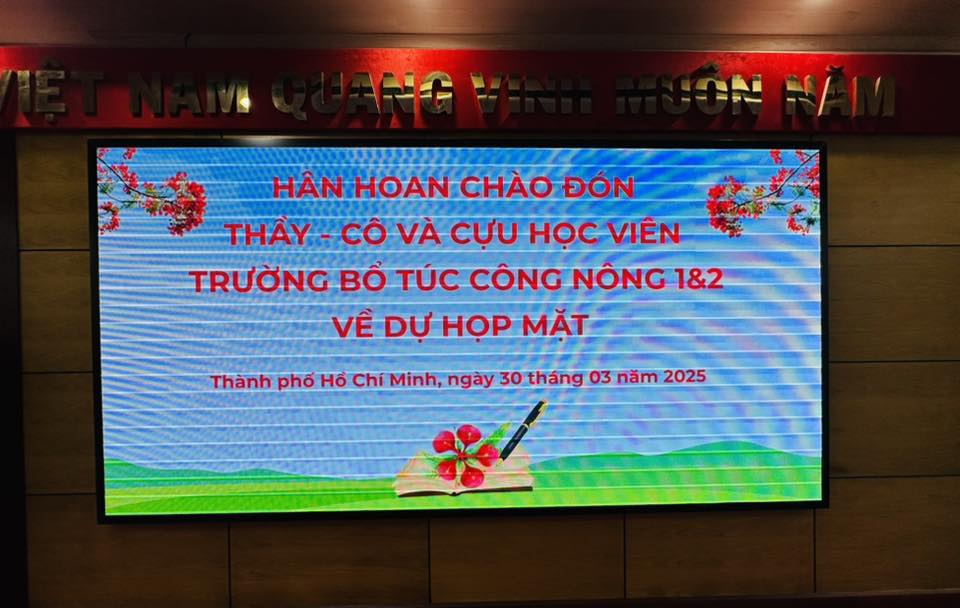 VIỆT NAM QUANG VINH MUÔN NĂM
HÂN HOAN CHÀO ĐÓN
THẦY - CÔ VÀ CỰU HỌC VIÊN
TRƯỜNG BỔ TÚC CÔNG NÔNG 1&2
VỀ DỰ HỌP MẶT
Thành phố Hồ Chí Minh, ngày 30 tháng 03 năm 2025